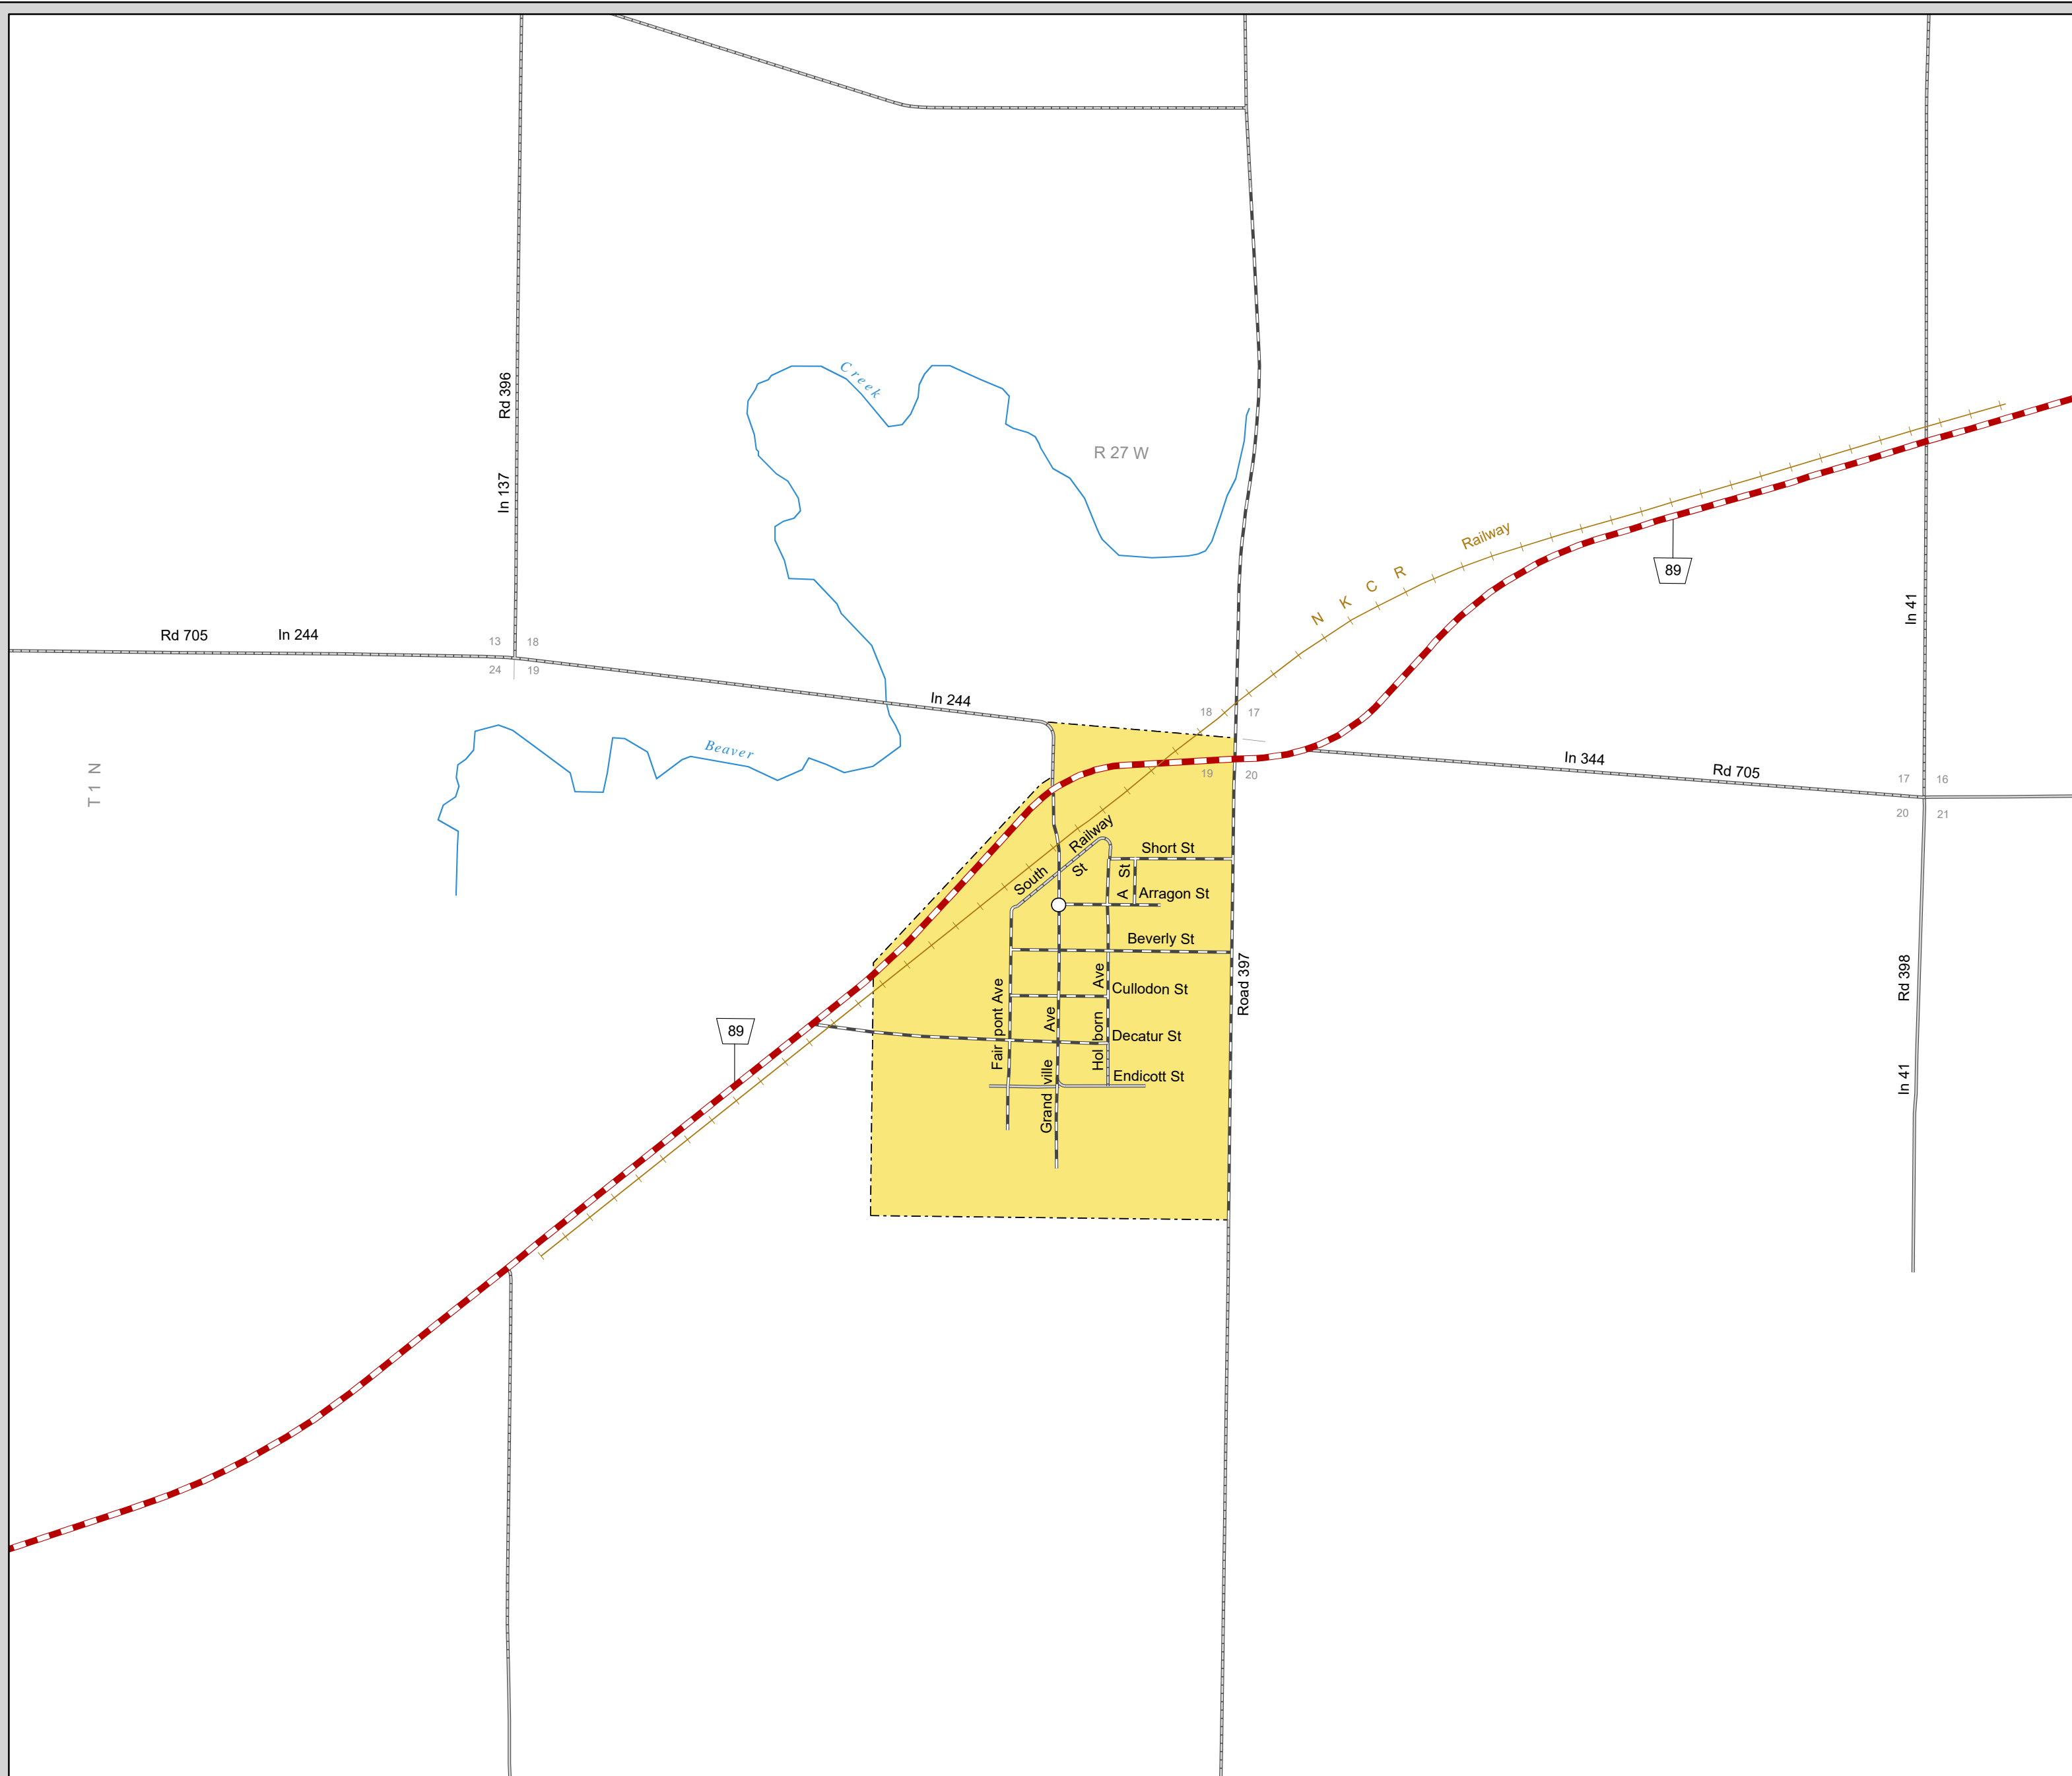 Creek
Rd 396
R 27 W
In 137
Railway
N K C R
89
In 41
Rd 705
In 244
13
18
24
19
In 244
18
17
Beaver
In 344
Rd 705
T 1 N
19
20
17
16
20
21
South Railway St
Short St
A St
Arragon St
Beverly St
Fairpont Ave
Grandville Ave
Holborn Ave
Cullodon St
Road 397
Rd 398
89
Decatur St
Endicott St
In 41